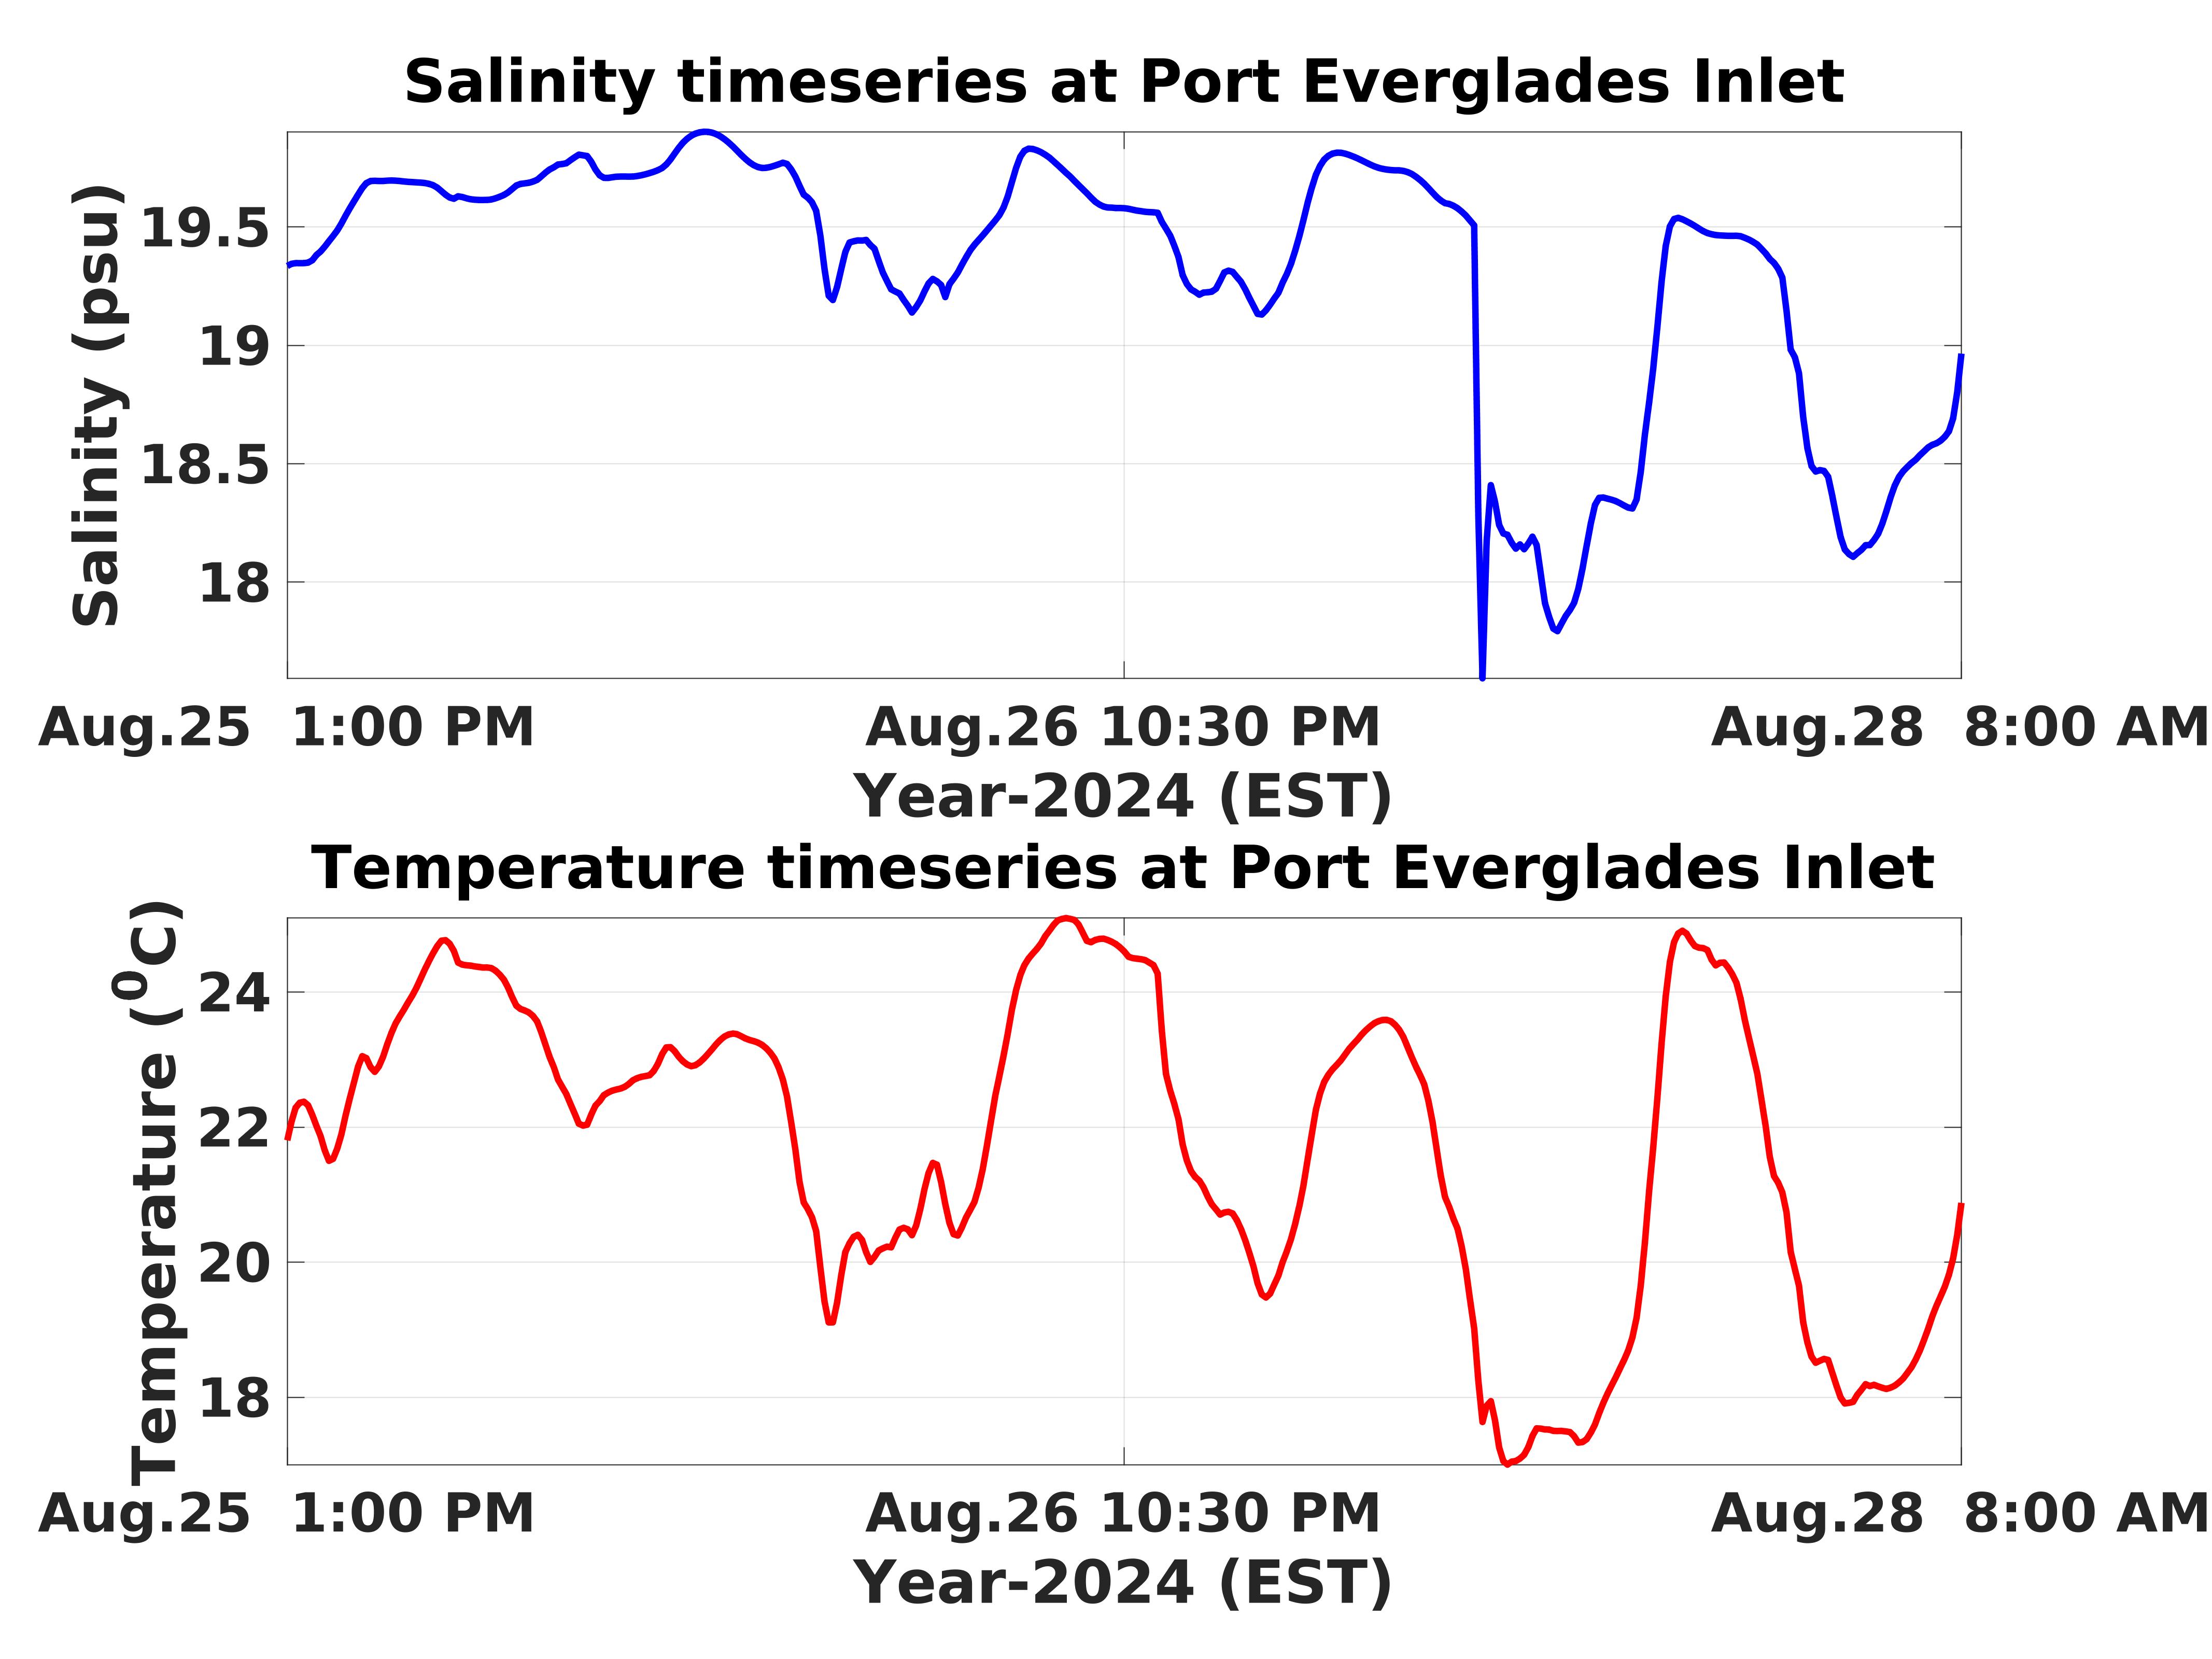 Salinity timeseries at Port Everglades Inlet
Salinity (psu)
19.5
19
18.5
18
Aug.25  1:00 PM
Aug.26 10:30 PM
Aug.28  8:00 AM
Year-2024 (EST)
Temperature timeseries at Port Everglades Inlet
Temperature (⁰C)
24
22
20
18
Aug.25  1:00 PM
Aug.26 10:30 PM
Aug.28  8:00 AM
Year-2024 (EST)